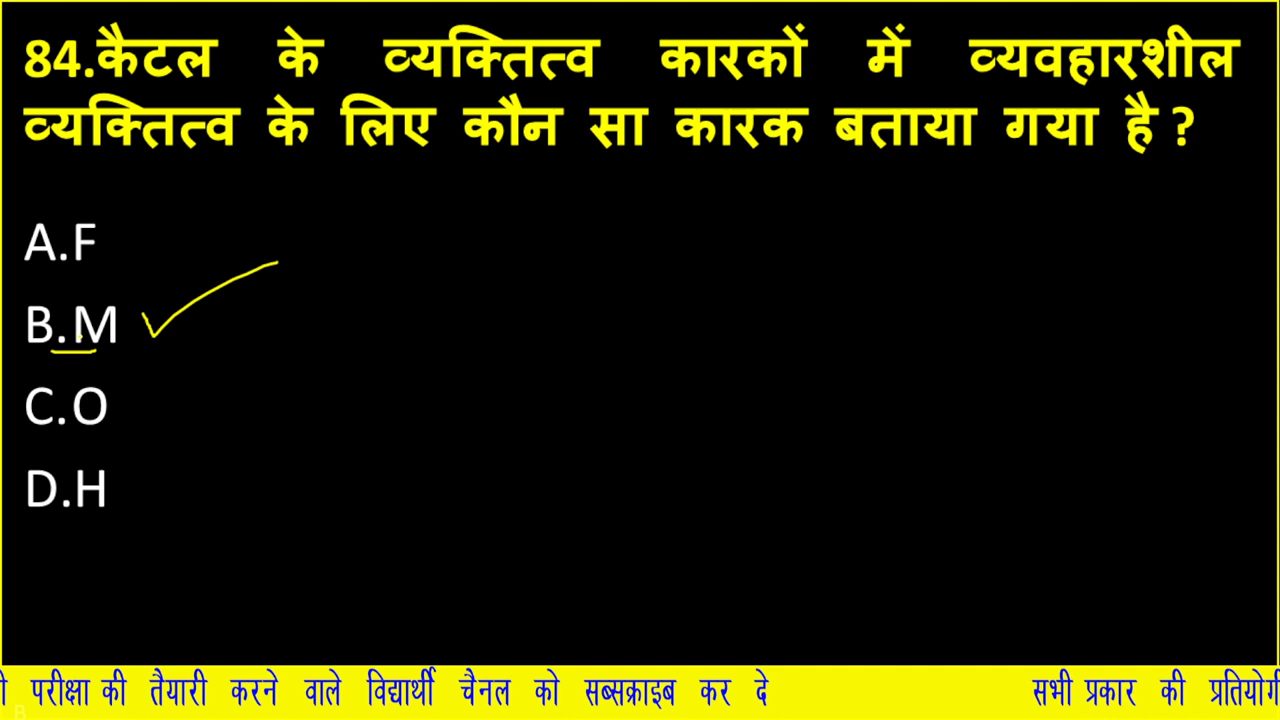 84.कैटल के व्यक्तित्व कारकों में व्यवहारशील
व्यक्तित्व के लिए कौन सा कारक बताया गया है ?
A.F
B.M
C.O
D.H
परीक्षा की तैयारी करने वाले विद्यार्थी चैनल को सब्सक्राइब कर दे सभी प्रकार की
B